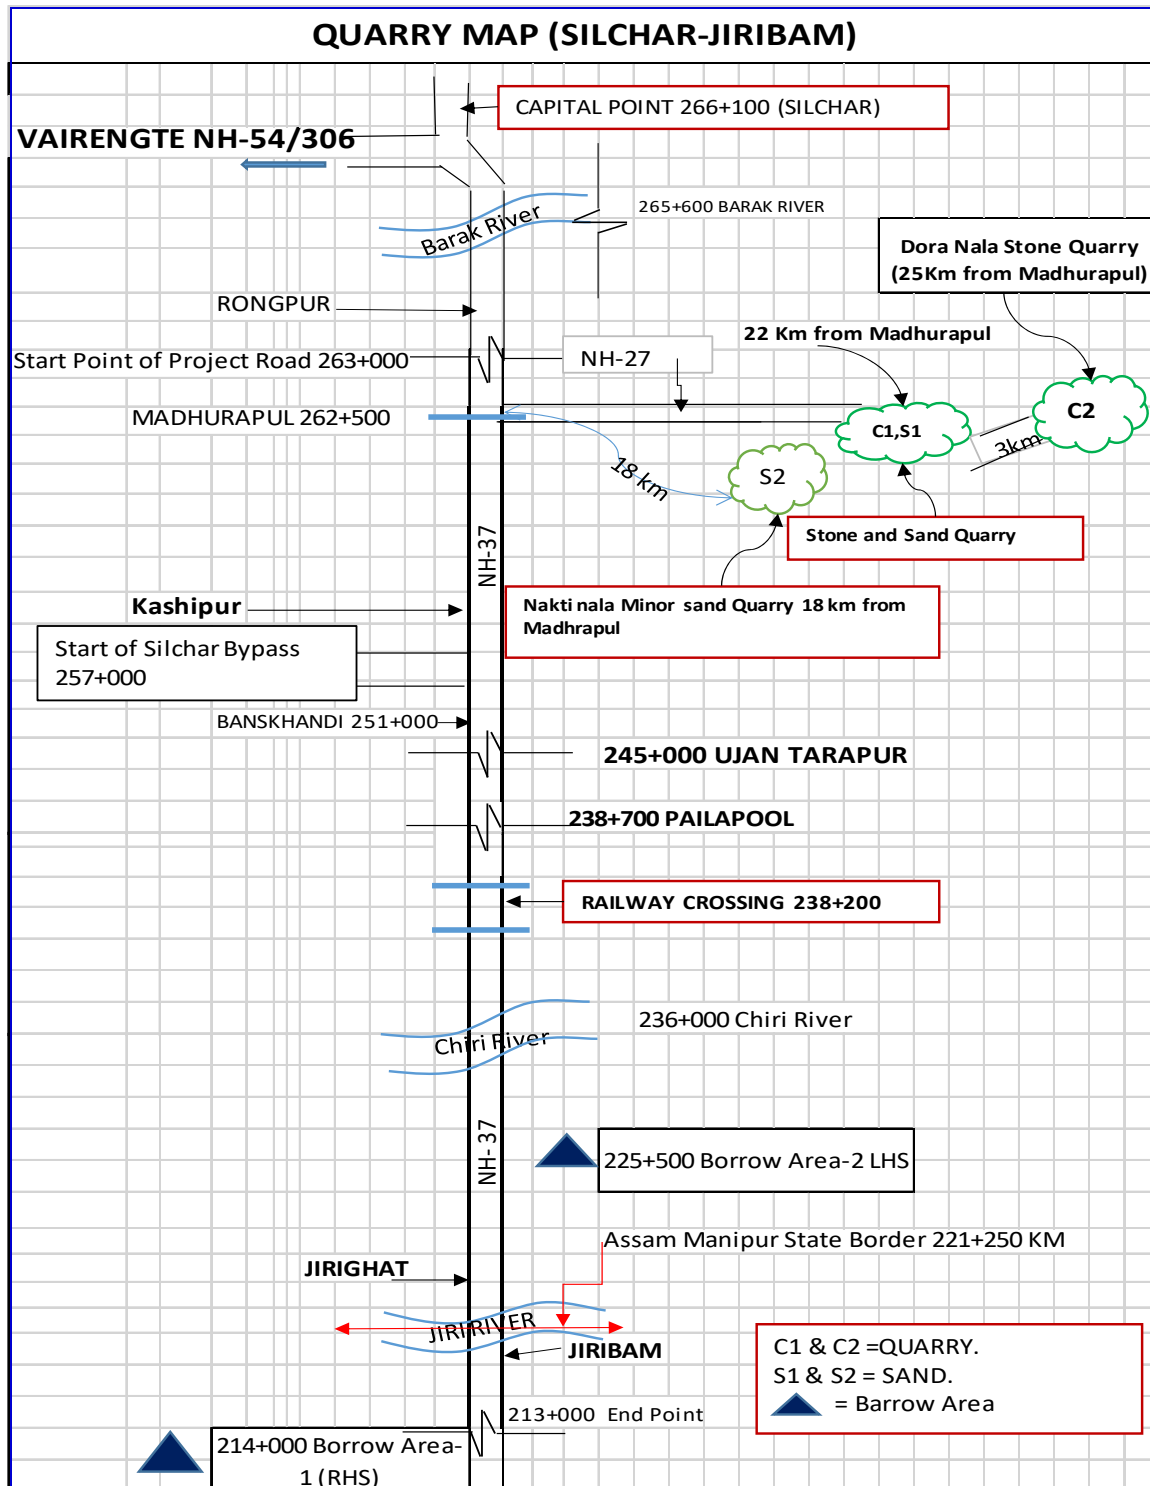 QUARRY MAP (SILCHAR-JIRIBAM)
CAPITAL POINT 266+100 (SILCHAR)
VAIRENGTE NH-54/306
265+600 BARAK RIVER
Barak River
Dora Nala Stone Quarry
(25Km from Madhurapul)
RONGPUR
22 Km from Madhurapul
Start Point of Project Road 263+000
NH-27
MADHURAPUL 262+500
C2
C1,S1
3km
18 km
S2
Stone and Sand Quarry
NH-37
Kashipur
Nakti nala Minor sand Quarry 18 km from
Madhrapul
Start of Silchar Bypass
257+000
BANSKHANDI 251+000
245+000 UJAN TARAPUR
238+700 PAILAPOOL
RAILWAY CROSSING 238+200
236+000 Chiri River
Chiri River
NH- 37
225+500 Borrow Area-2 LHS
Assam Manipur State Border 221+250 KM
JIRIGHAT
JIRI RIVER
JIRIBAM
C1 & C2 =QUARRY.
S1 & S2 = SAND.
= Barrow Area
213+000 End Point
214+000 Borrow Area-
1 (RHS)